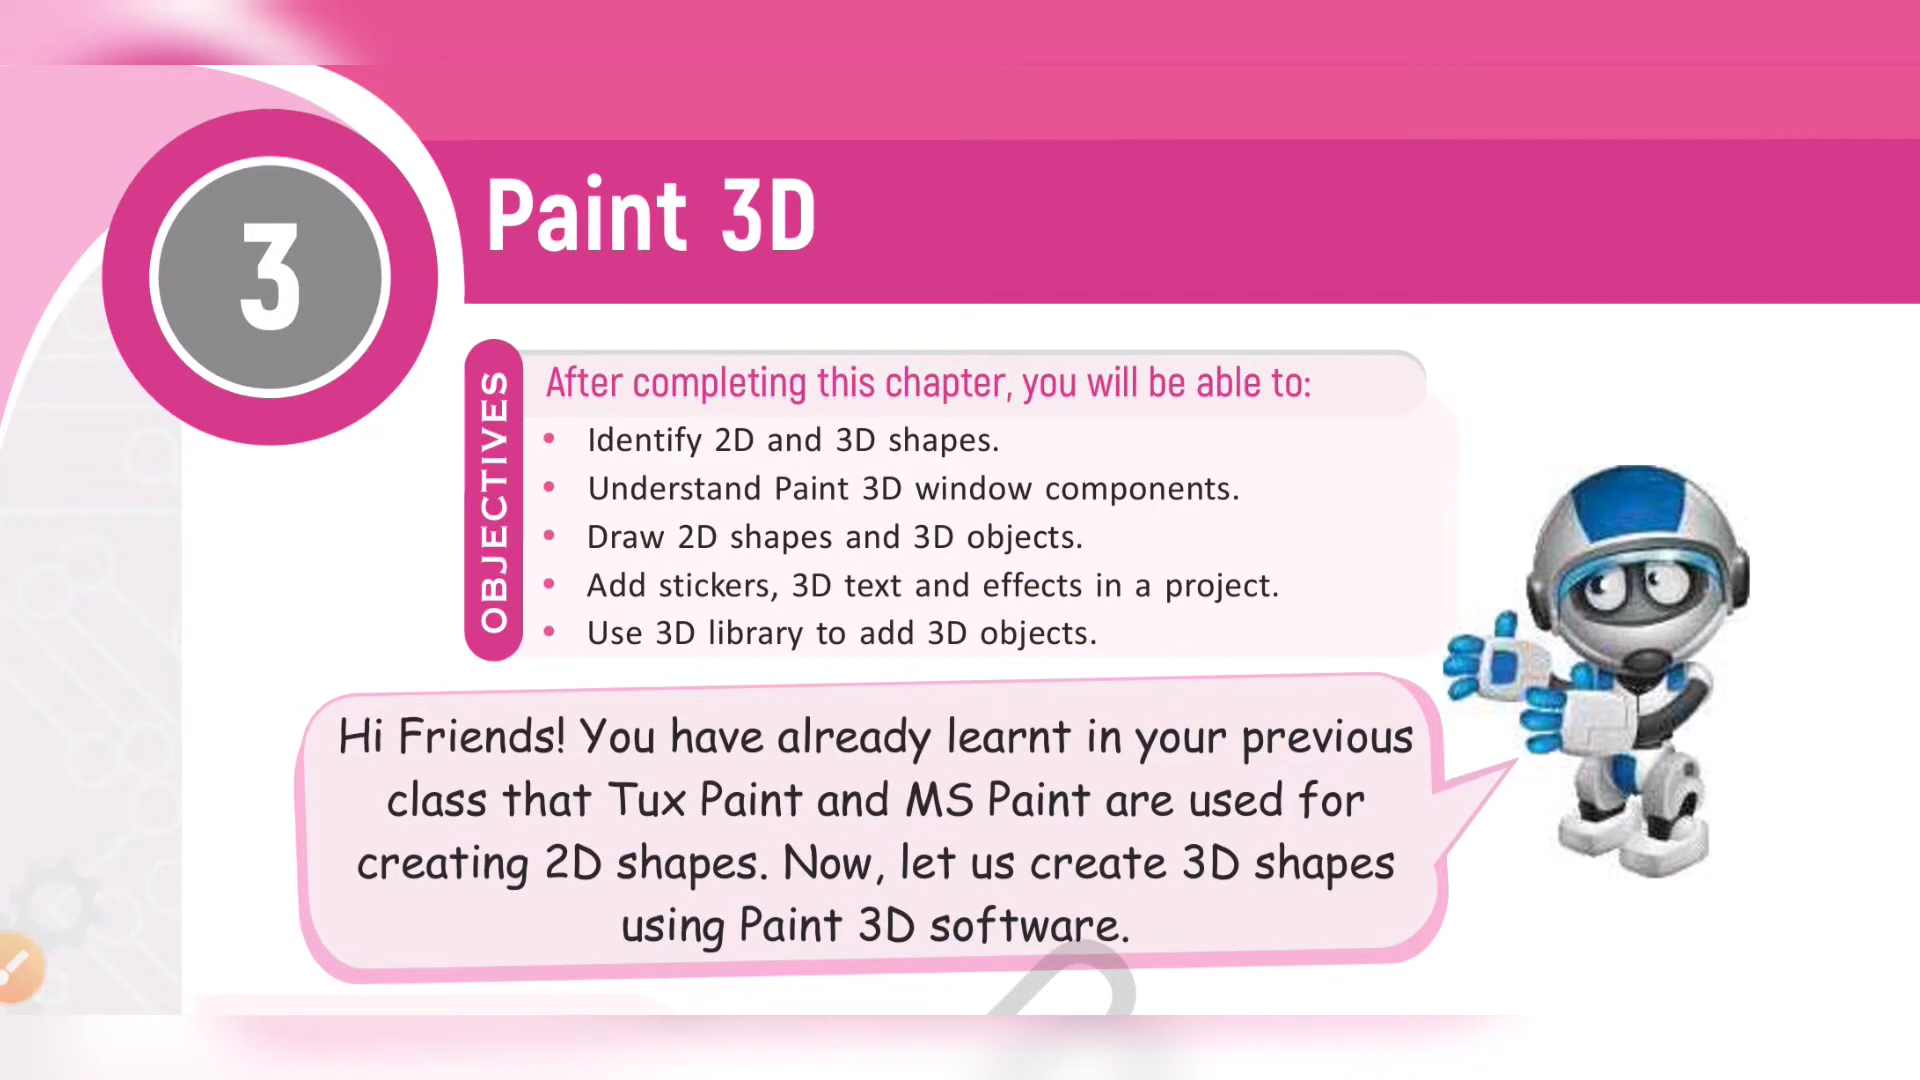 3
Paint 3D
OBJECTIVES
After completing this chapter, you will be able to:
• Identify 2D and 3D shapes.
• Understand Paint 3D window components.
• Draw 2D shapes and 3D objects.
• Add stickers, 3D text and effects in a project.
• Use 3D library to add 3D objects.
Hi Friends! You have already learnt in your previous
class that Tux Paint and MS Paint are used for
creating 2D shapes. Now, let us create 3D shapes
using Paint 3D software.